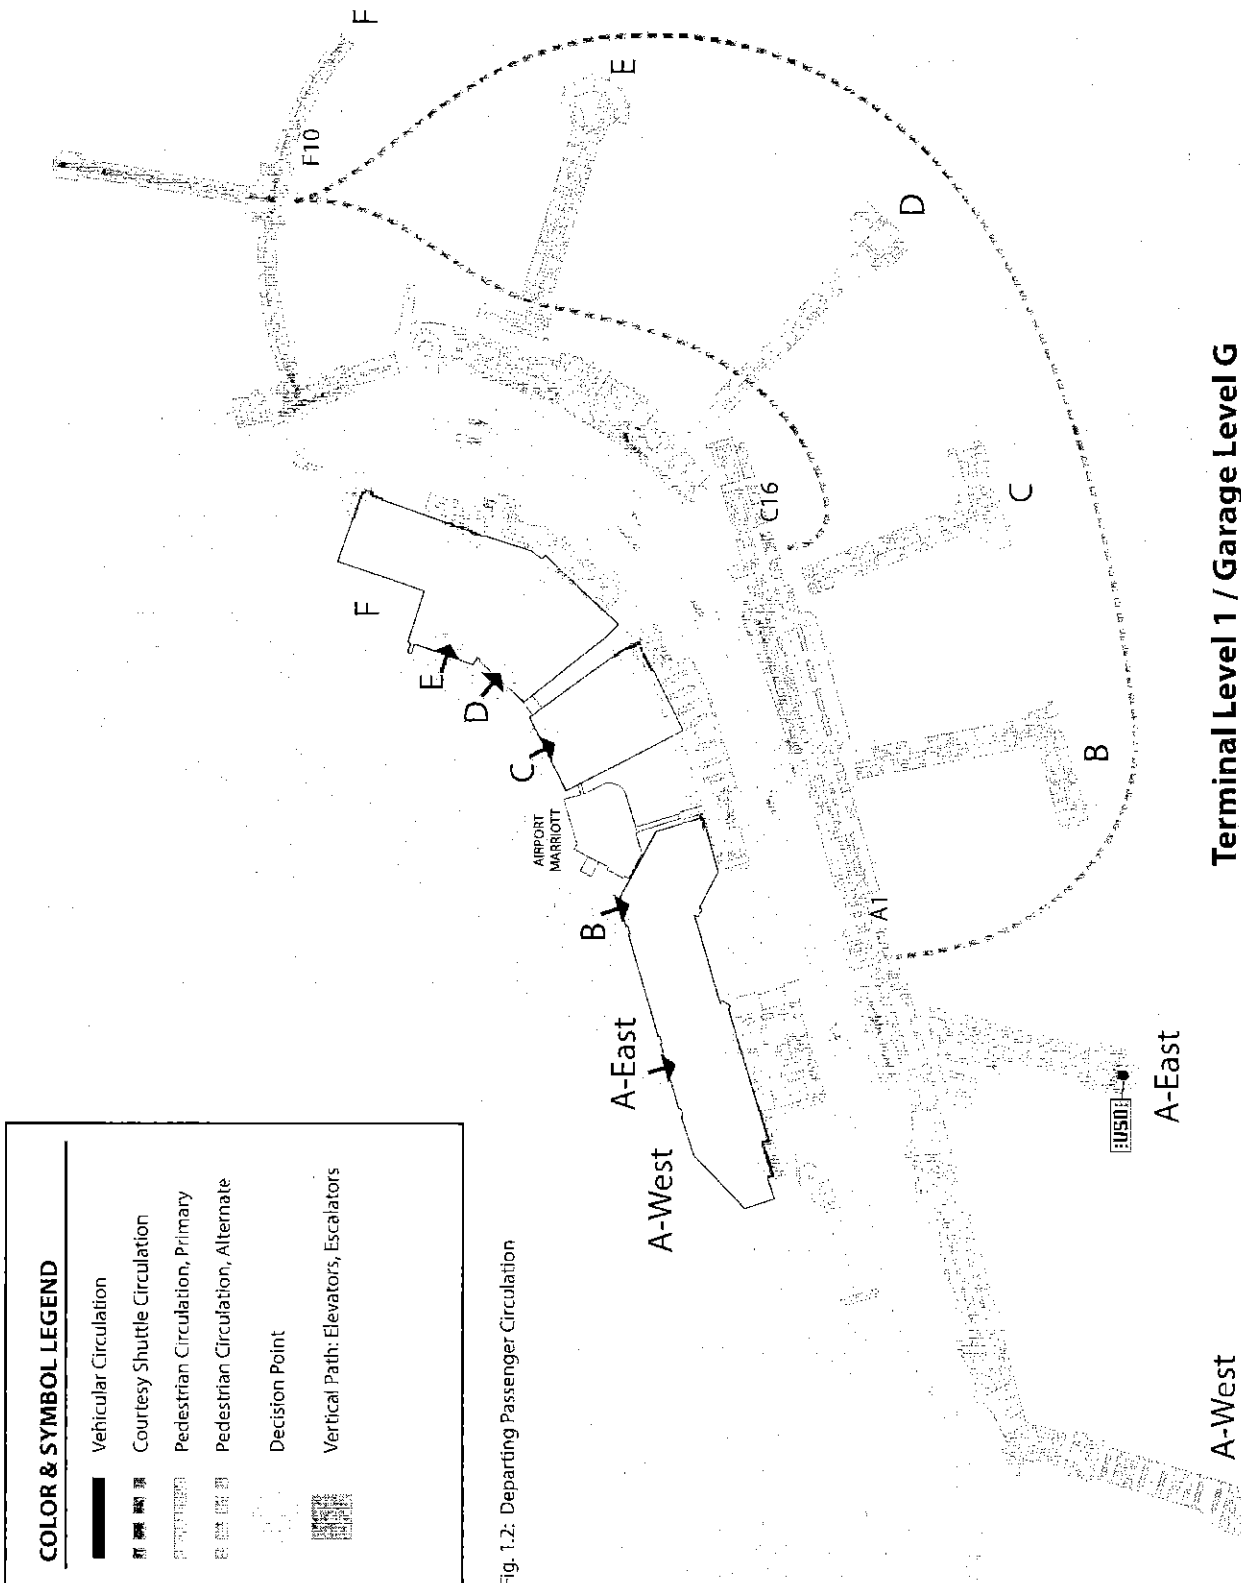 COLOR & SYMBOL LEGEND
Vehicular Circulation
Courtesy Shuttle Circulation
Pedestrian Circulation, Primary
Pedestrian Circulation, Alternate
Decision Point
Vertical Path: Elevators, Escalators
Fig. 1.2: Departing Passenger Circulation
A-West
A-East
B
AIRPORT
MARRIOTT
C
D
E
F
F
F10
E
D
C16
C
B
A1
A-East
A-West
Terminal Level 1 / Garage Level G